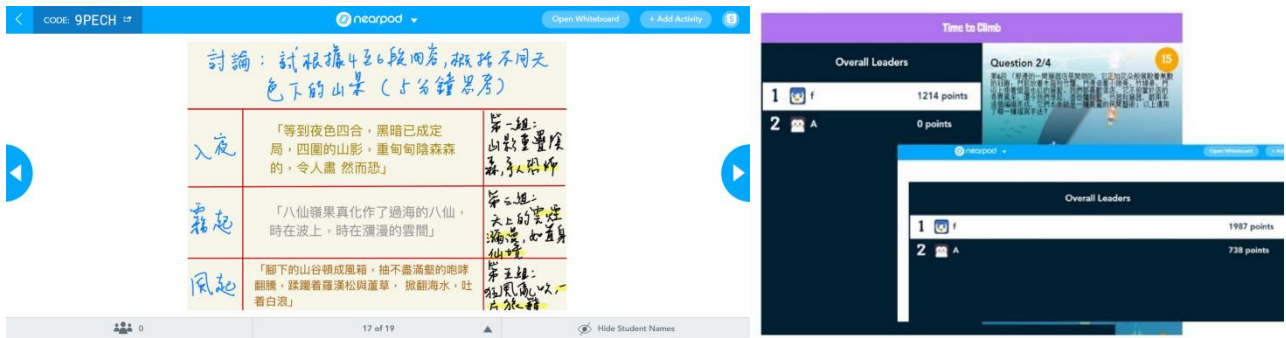 CODE: 9PECH
nearpod
Open Whiteboard
+ Add Activity
S
討論：試根據4至6段內容,概括不同天
色下的山景（5分鐘思考）
入夜
「等到夜色四合，黑暗已成定
局，四圍的山影，重甸甸陰森森
的，令人肅 然而恐」
第一組：
山影重疊陰
森,予人恐怖
霧起
「八仙嶺果真化作了過海的八仙，
時在波上，時在瀰漫的雲間」
天上的雲煙
瀰漫，如置身
仙境
風起
「腳下的山谷頓成風箱，抽不盡滿壑的咆哮
翻騰，蹂躪着羅漢松與蘆草， 掀翻海水，吐
着白浪」
第五組：
狂風亂吹,一
片狼藉
0
17 of 19
Hide Student Names
Time to Climb
Overall Leaders
1 f 1214 points
2 A 0 points
Question 2/4
15
nearpod
Open Whiteboard
Overall Leaders
1 f 1987 points
2 A 738 points